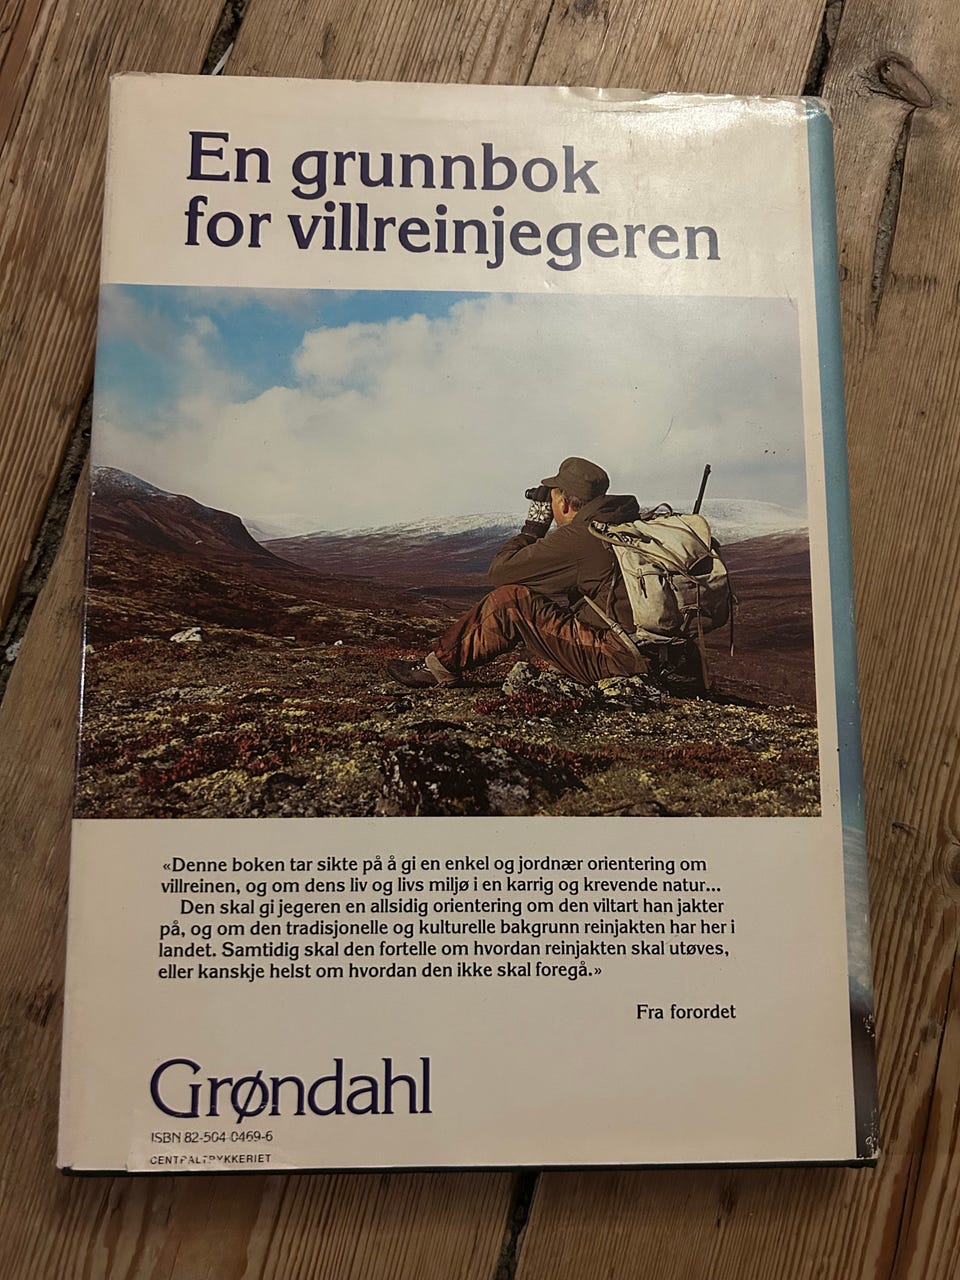 En grunnbok
for villreinjegeren
«Denne boken tar sikte på å gi en enkel og jordnær orientering om
villreinen, og om dens liv og livs miljø i en karrig og krevende natur...
Den skal gi jegeren en allsidig orientering om den viltart han jakter
på, og om den tradisjonelle og kulturelle bakgrunn reinjakten har her i
landet. Samtidig skal den fortelle om hvordan reinjakten skal utøves,
eller kanskje helst om hvordan den ikke skal foregå.»
Fra forordet
Grøndahl
ISBN 82-504-0469-6
CENTRALTRYKKERIET